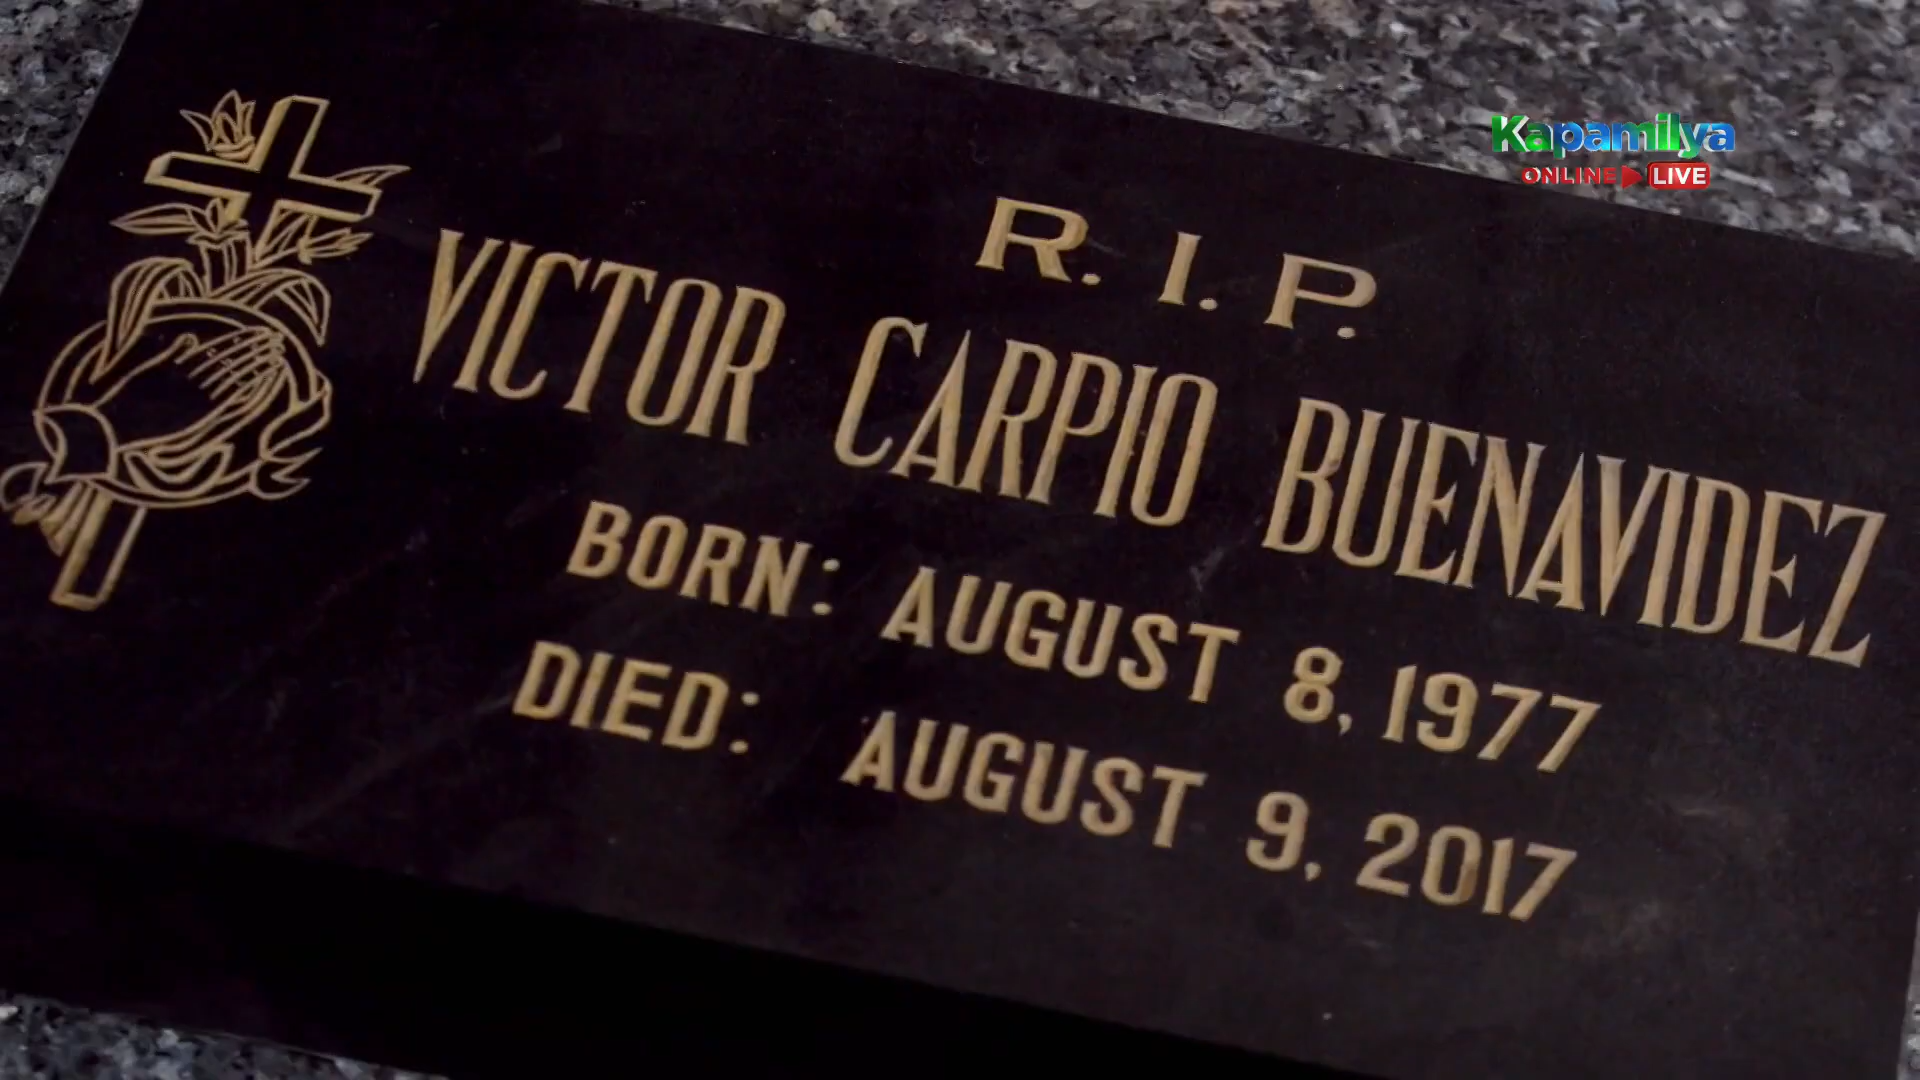 Kapamilya
ONLINE LIVE
R.I.P.
VICTOR CARPIO BUENAVIDEZ
BORN: AUGUST 8, 1977
DIED: AUGUST 9, 2017